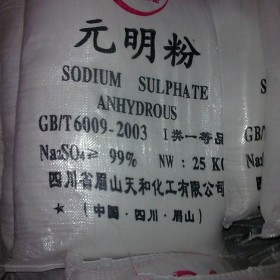 元明粉
SODIUM SULPHATE
ANHYDROUS
GB/T6009-2003 I类一等品
Na₂SO₄≥ 99% NW: 25 KG
四川省眉山天和化工有限公司
★ (中国·四川·眉山)